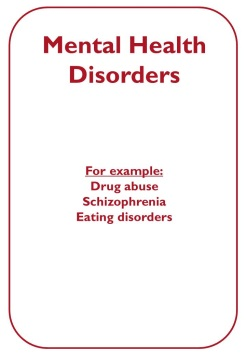 Mental Health
Disorders
For example:
Drug abuse
Schizophrenia
Eating disorders